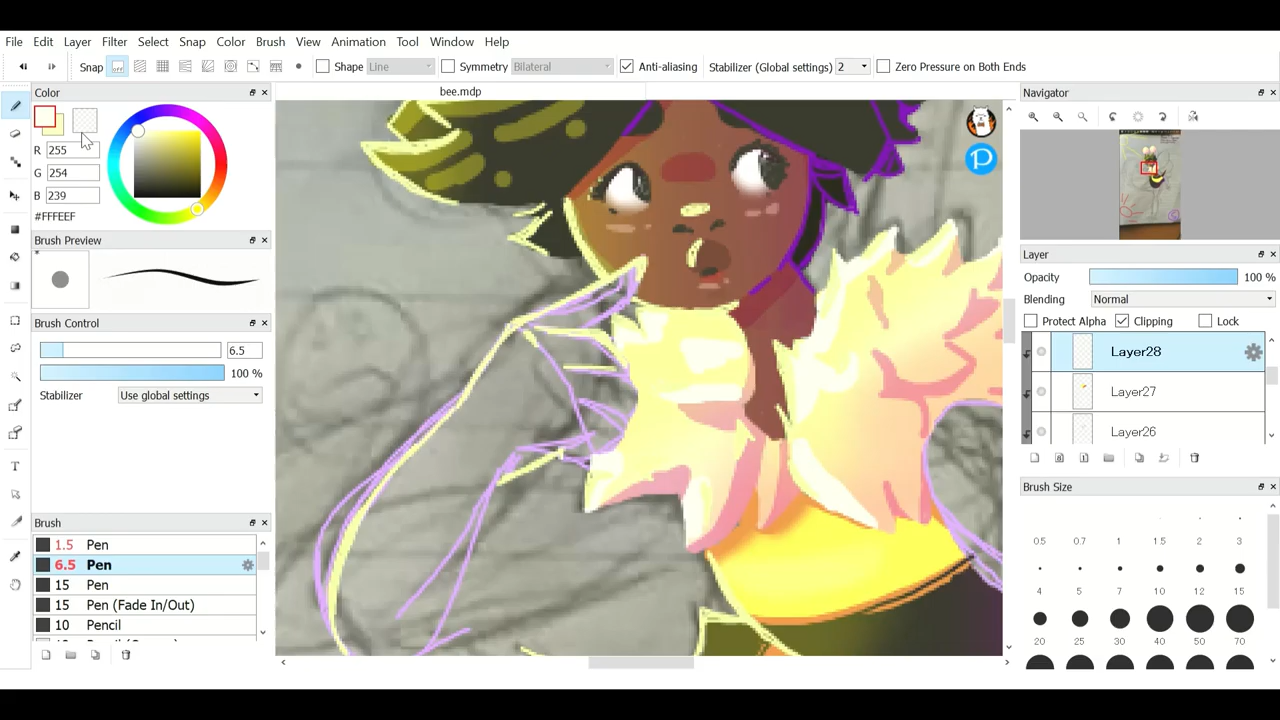 File Edit Layer Filter Select Snap Color Brush View Animation Tool Window Help
Snap Shape Line Symmetry Bilateral Anti-aliasing Stabilizer (Global settings) 2 Zero Pressure on Both Ends
Color
bee.mdp
Navigator
R 255
G 254
B 239
#FFFEEF
Brush Preview
*
Layer
Opacity 100 %
Blending Normal
Protect Alpha Clipping Lock
Brush Control
6.5
100 %
Stabilizer Use global settings
Layer28
Layer27
Layer26
Brush
1.5 Pen
6.5 Pen
15 Pen
15 Pen (Fade In/Out)
10 Pencil
Brush Size
0.5 0.7 1 1.5 2 3
4 5 7 10 12 15
20 25 30 40 50 70
P